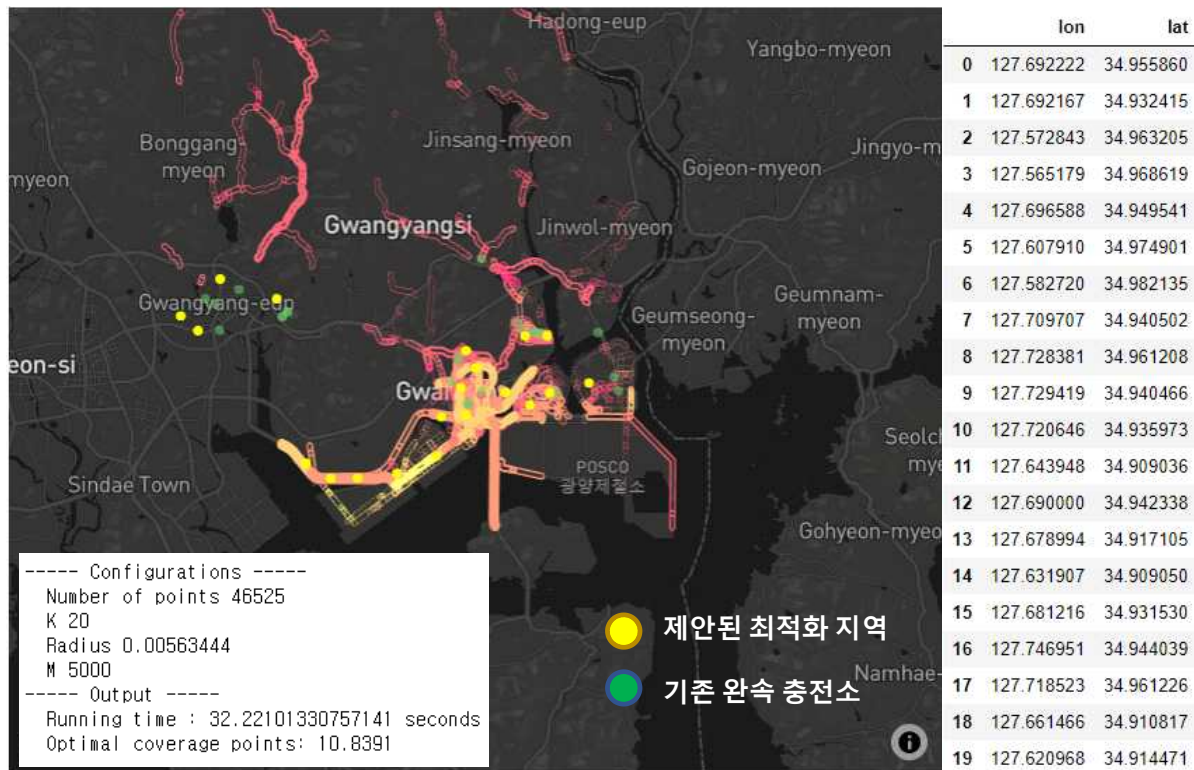 Hadong-eup
Yangbo-myeon
Bonggang-
myeon
Jinsang-myeon
Jingyo-m
Gojeon-myeon
myeon
Gwangyangsi
Jinwol-myeon
Gwangyang-eup
Geumnam-
myeon
Geumseong-
myeon
eon-si
Gwa
Seolc
mye
POSCO
광양제철소
Sindae Town
Gohyeon-myeo
Namhae-
----- Configurations -----
Number of points 46525
K 20
Radius 0.00563444
M 5000
----- Output -----
Running time : 32.22101330757141 seconds
Optimal coverage points: 10.8391
제안된 최적화 지역
기존 완속 충전소
i
lon lat
0 127.692222 34.955860
1 127.692167 34.932415
2 127.572843 34.963205
3 127.565179 34.968619
4 127.696588 34.949541
5 127.607910 34.974901
6 127.582720 34.982135
7 127.709707 34.940502
8 127.728381 34.961208
9 127.729419 34.940466
10 127.720646 34.935973
11 127.643948 34.909036
12 127.690000 34.942338
13 127.678994 34.917105
14 127.631907 34.909050
15 127.681216 34.931530
16 127.746951 34.944039
17 127.718523 34.961226
18 127.661466 34.910817
19 127.620968 34.914471